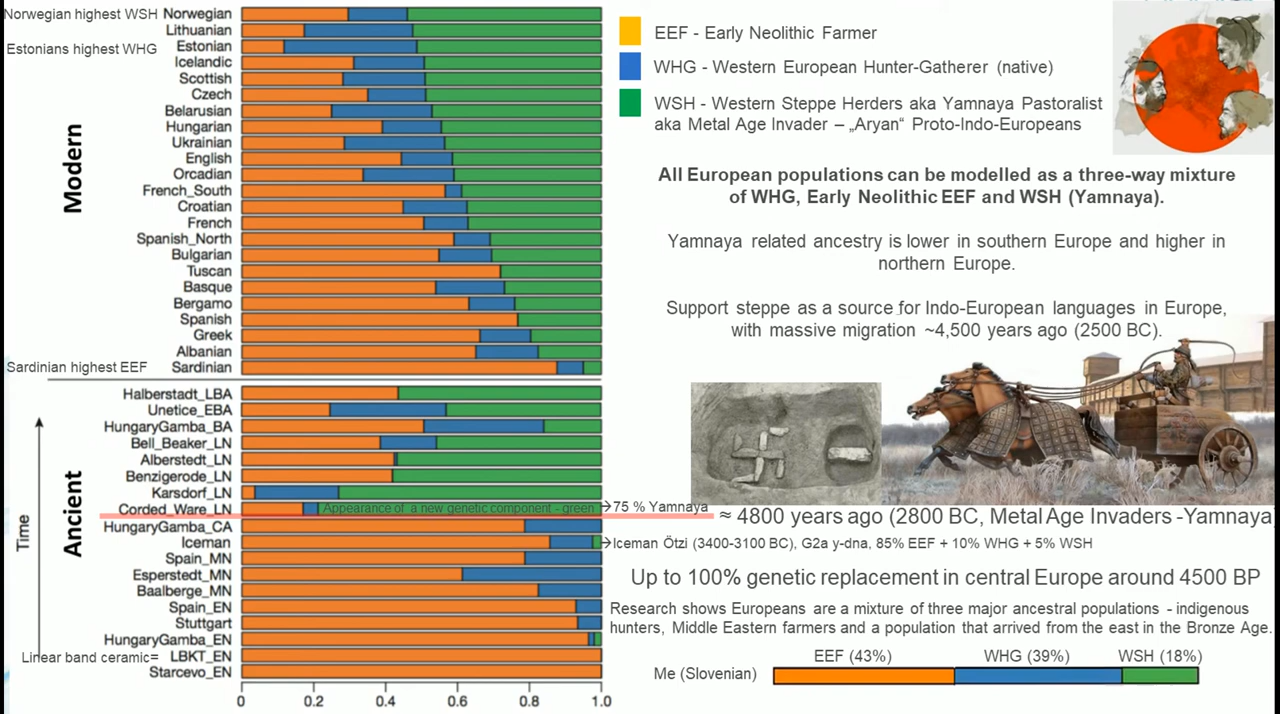 Norwegian highest WSH
Estonians highest WHG
Sardinian highest EEF
Modern
Norwegian
Lithuanian
Estonian
Icelandic
Scottish
Czech
Belarusian
Hungarian
Ukrainian
English
Orcadian
French_South
Croatian
French
Spanish_North
Bulgarian
Tuscan
Basque
Bergamo
Spanish
Greek
Albanian
Sardinian
Time
Ancient
Halberstadt_LBA
Unetice_EBA
HungaryGamba_BA
Bell_Beaker_LN
Alberstedt_LN
Benzigerode_LN
Karsdorf_LN
Corded_Ware_LN
Appearance of a new genetic component - green
75 % Yamnaya
HungaryGamba_CA
Iceman
Spain_MN
Esperstedt_MN
Baalberge_MN
Spain_EN
Stuttgart
HungaryGamba_EN
Linear band ceramic= LBKT_EN
Starcevo_EN
0 0.2 0.4 0.6 0.8 1.0
EEF - Early Neolithic Farmer
WHG - Western European Hunter-Gatherer (native)
WSH - Western Steppe Herders aka Yamnaya Pastoralist
aka Metal Age Invader – „Aryan“ Proto-Indo-Europeans
All European populations can be modelled as a three-way mixture
of WHG, Early Neolithic EEF and WSH (Yamnaya).
Yamnaya related ancestry is lower in southern Europe and higher in
northern Europe.
Support steppe as a source for Indo-European languages in Europe,
with massive migration ~4,500 years ago (2500 BC).
≈ 4800 years ago (2800 BC, Metal Age Invaders -Yamnaya
Iceman Ötzi (3400-3100 BC), G2a y-dna, 85% EEF + 10% WHG + 5% WSH
Up to 100% genetic replacement in central Europe around 4500 BP
Research shows Europeans are a mixture of three major ancestral populations - indigenous
hunters, Middle Eastern farmers and a population that arrived from the east in the Bronze Age.
EEF (43%) WHG (39%) WSH (18%)
Me (Slovenian)